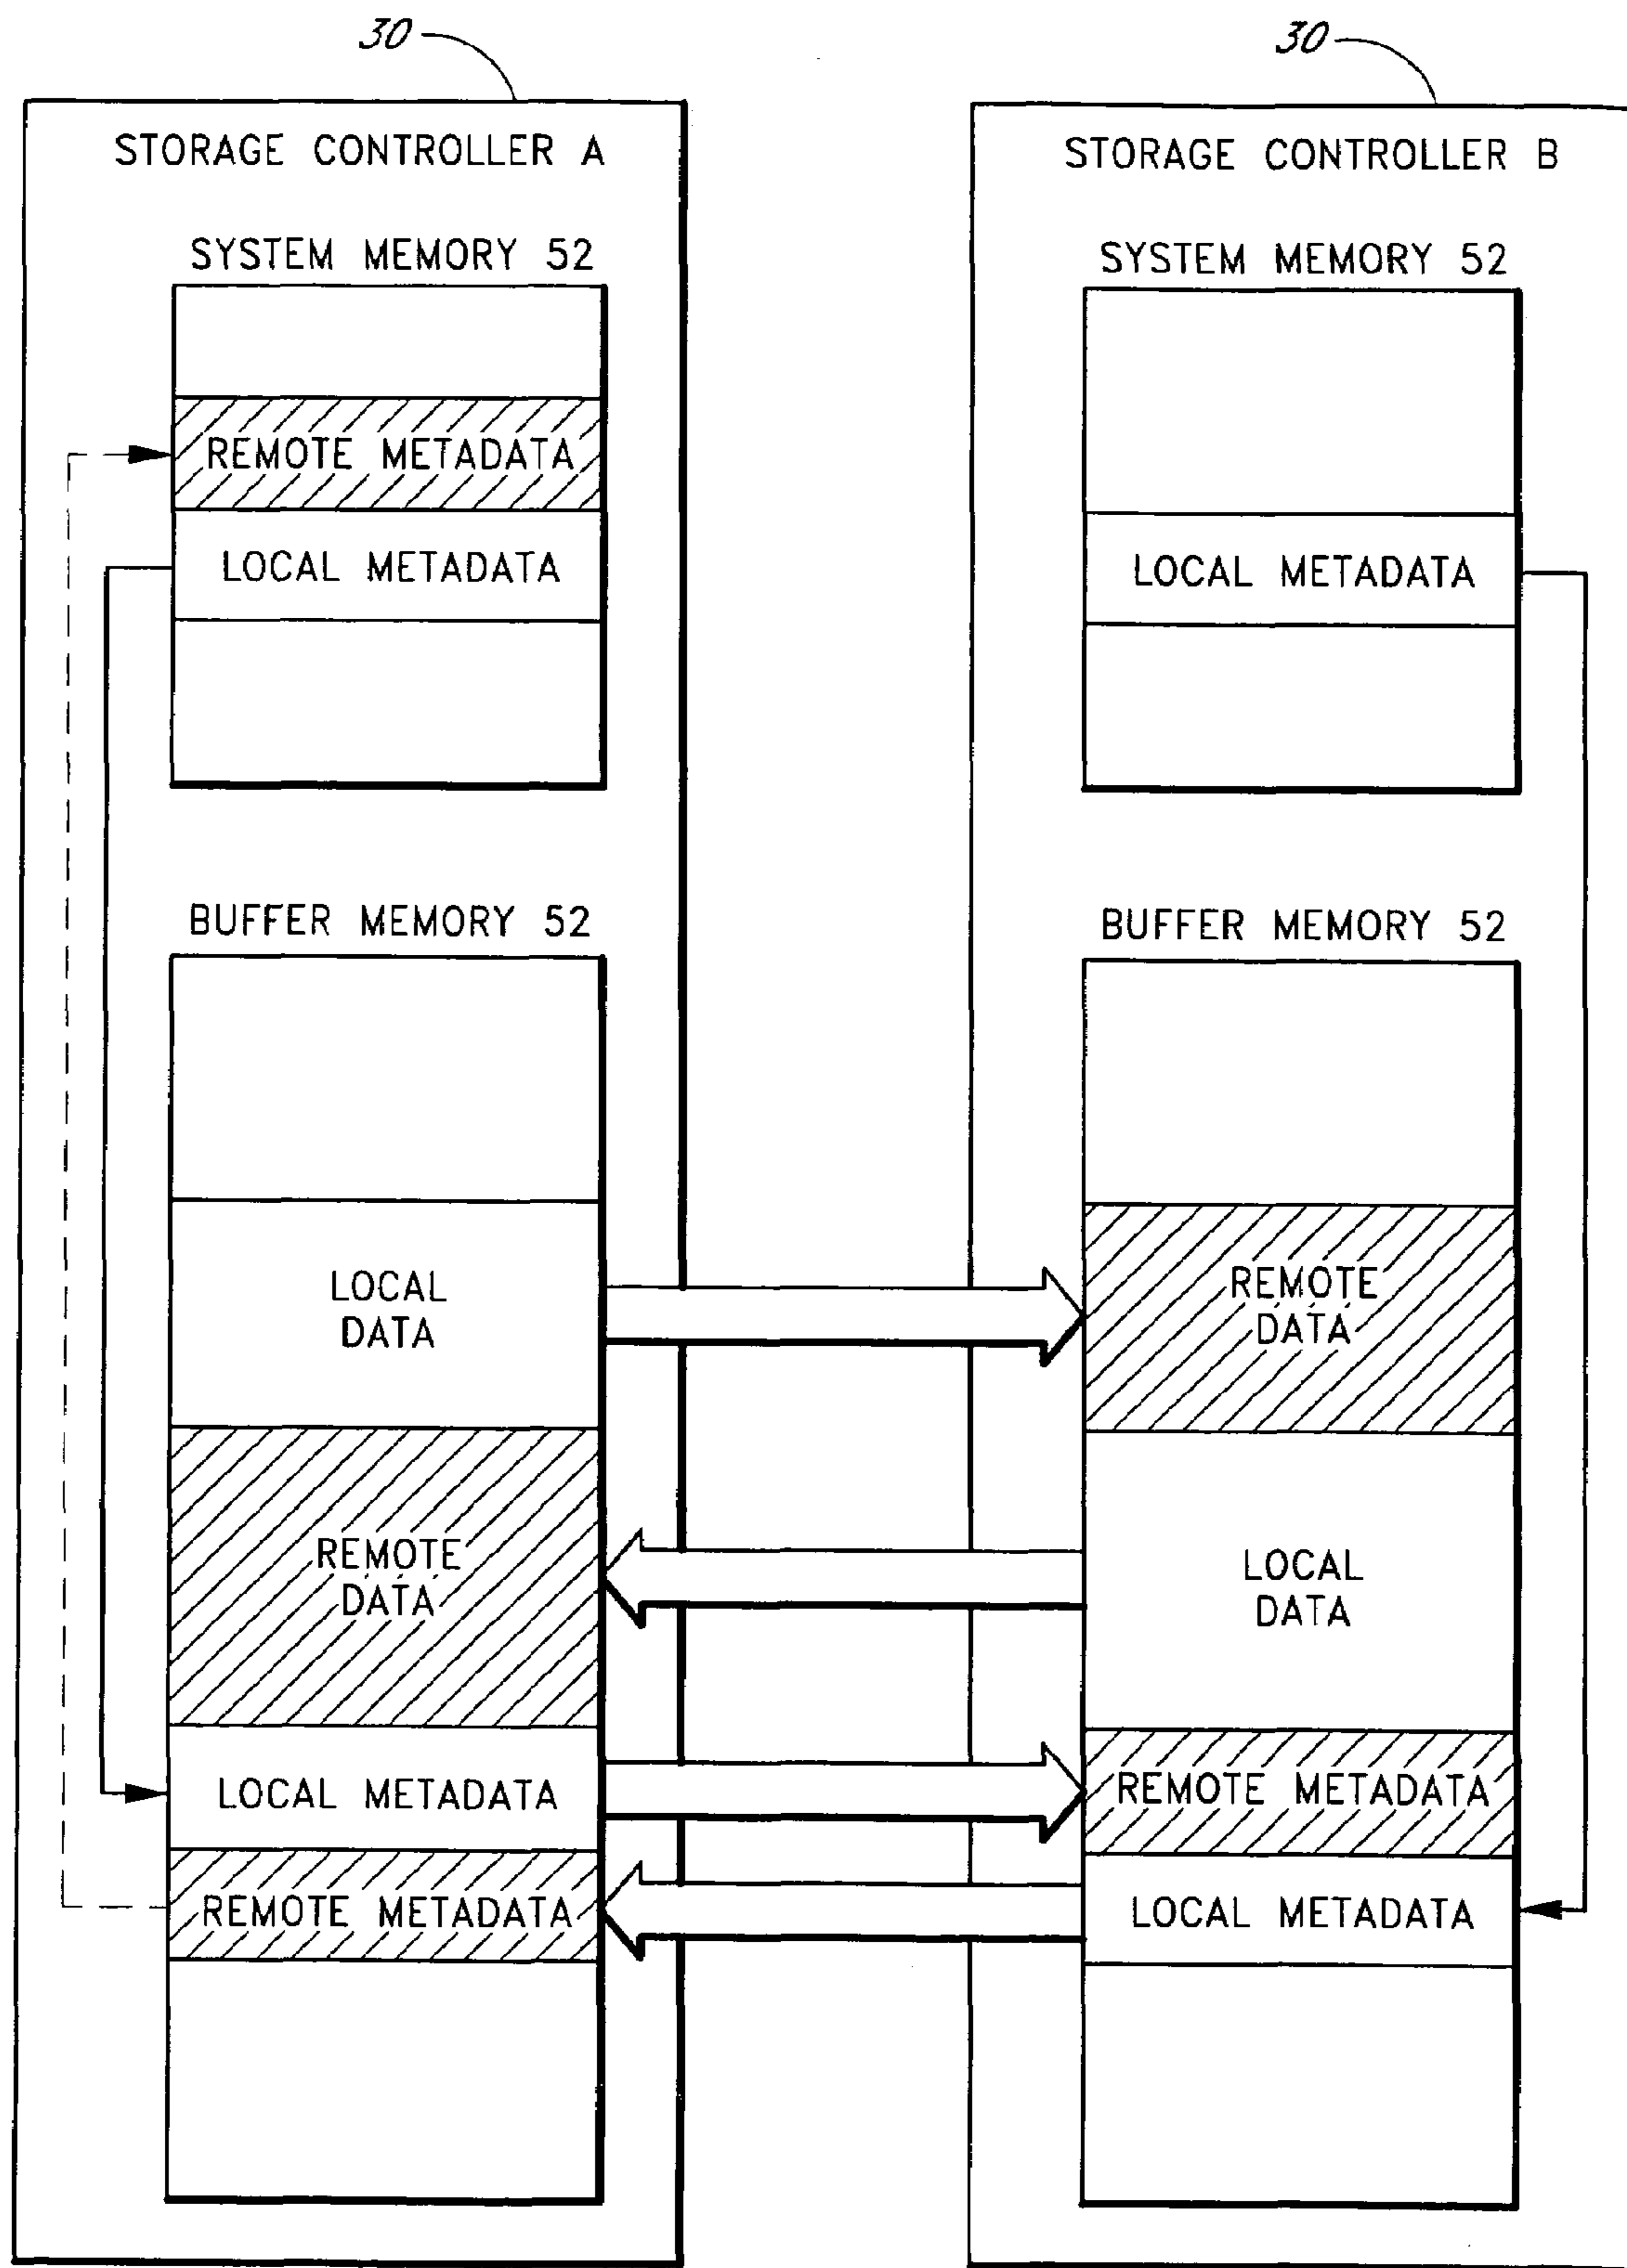 30
STORAGE CONTROLLER A
SYSTEM MEMORY 52
REMOTE METADATA
LOCAL METADATA
BUFFER MEMORY 52
LOCAL
DATA
REMOTE
DATA
LOCAL METADATA
REMOTE METADATA
30
STORAGE CONTROLLER B
SYSTEM MEMORY 52
LOCAL METADATA
BUFFER MEMORY 52
REMOTE
DATA
LOCAL
DATA
REMOTE METADATA
LOCAL METADATA